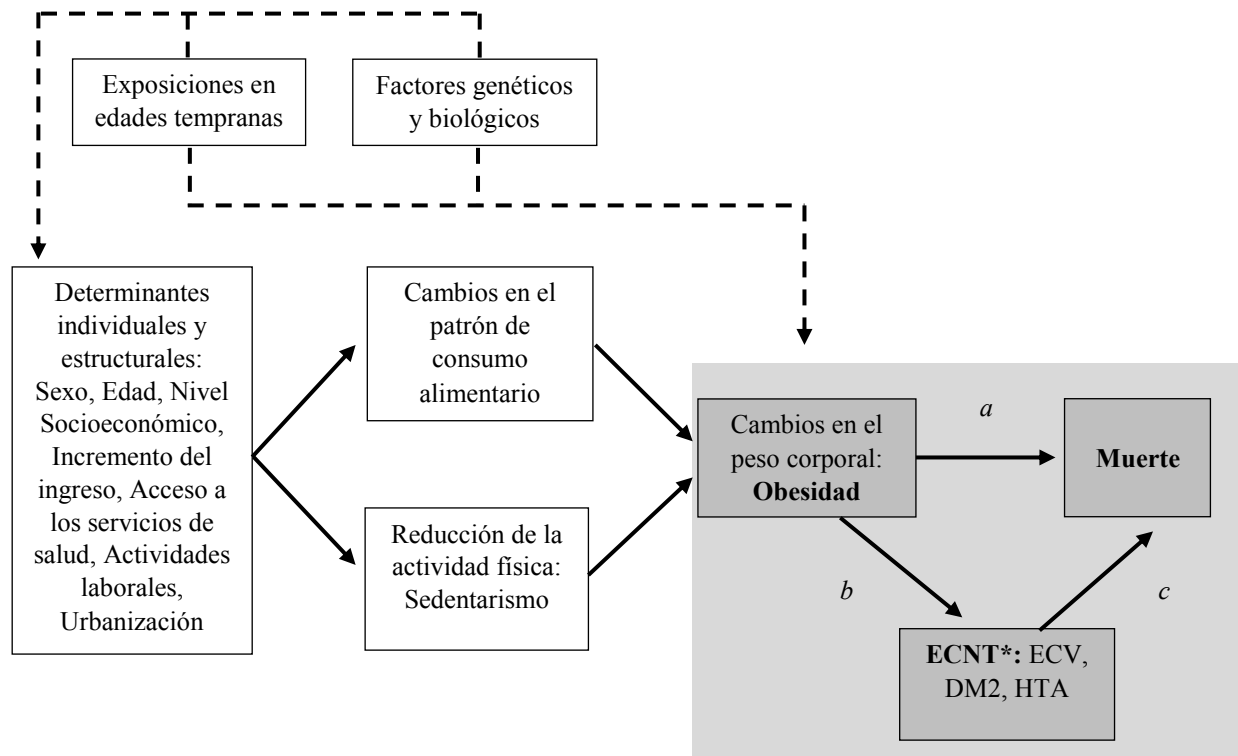 Exposiciones en
edades tempranas
Factores genéticos
y biológicos
Determinantes
individuales y
estructurales:
Sexo, Edad, Nivel
Socioeconómico,
Incremento del
ingreso, Acceso a
los servicios de
salud, Actividades
laborales,
Urbanización
Cambios en el
patrón de
consumo
alimentario
Reducción de la
actividad física:
Sedentarismo
Cambios en el
peso corporal:
Obesidad
a
Muerte
b
c
ECNT*: ECV,
DM2, HTA